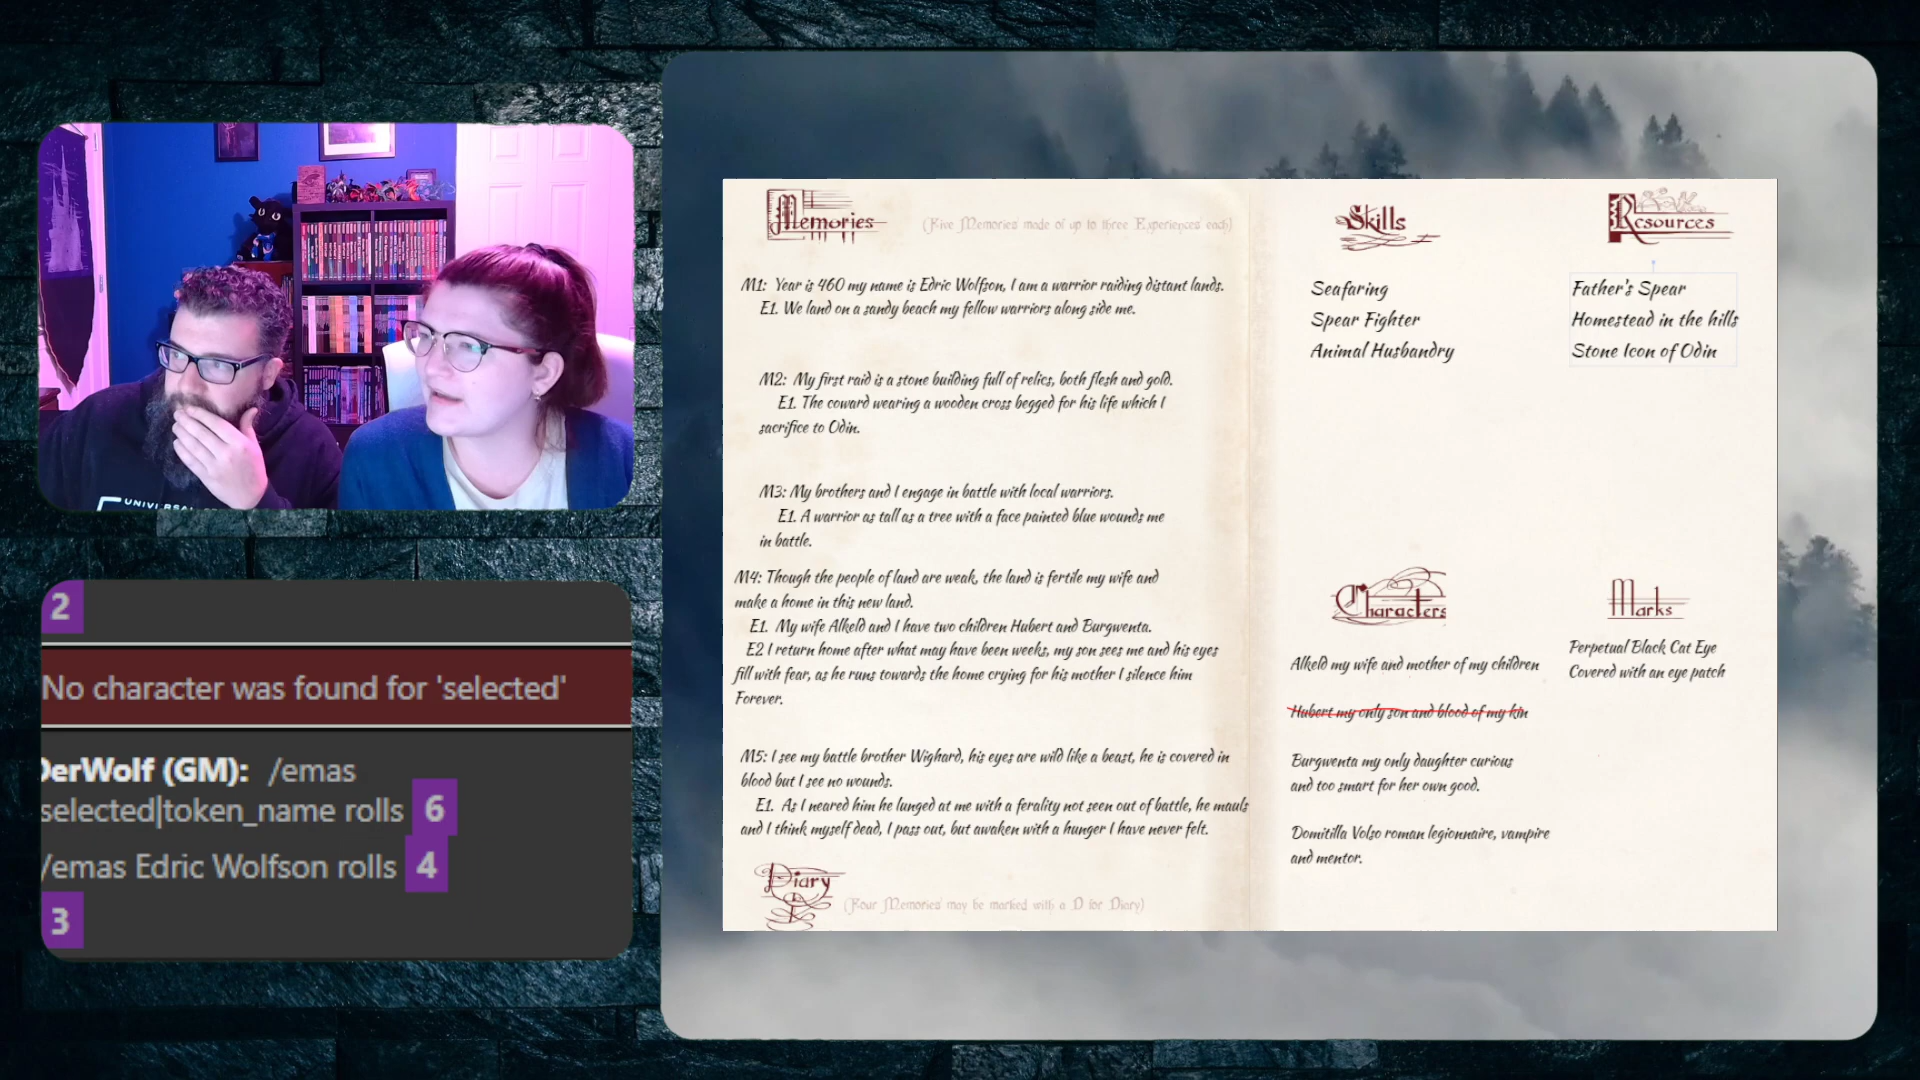 2
No character was found for 'selected'
DerWolf (GM): /emas
selected|token_name rolls 6
/emas Edric Wolfson rolls 4
3
Memories
(Five Memories made of up to three Experiences each)
M1: Year is 460 my name is Edric Wolfson, I am a warrior raiding distant lands.
E1. We land on a sandy beach my fellow warriors along side me.
M2: My first raid is a stone building full of relics, both flesh and gold.
E1. The coward wearing a wooden cross begged for his life which I
sacrifice to Odin.
M3: My brothers and I engage in battle with local warriors.
E1. A warrior as tall as a tree with a face painted blue wounds me
in battle.
M4: Though the people of land are weak, the land is fertile my wife and
make a home in this new land.
E1. My wife Alkeld and I have two children Hubert and Burgwenta.
E2 I return home after what may have been weeks, my son sees me and his eyes
fill with fear, as he runs towards the home crying for his mother I silence him
Forever.
M5: I see my battle brother Wighard, his eyes are wild like a beast, he is covered in
blood but I see no wounds.
E1. As I neared him he lunged at me with a ferality not seen out of battle, he mauls
and I think myself dead, I pass out, but awaken with a hunger I have never felt.
Diary
(Four Memories may be marked with a D for Diary)
Skills
Seafaring
Spear Fighter
Animal Husbandry
Resources
Father's Spear
Homestead in the hills
Stone Icon of Odin
Characters
Alkeld my wife and mother of my children
Hubert my only son and blood of my kin
Burgwenta my only daughter curious
and too smart for her own good.
Domitilla Volso roman legionnaire, vampire
and mentor.
Marks
Perpetual Black Cat Eye
Covered with an eye patch